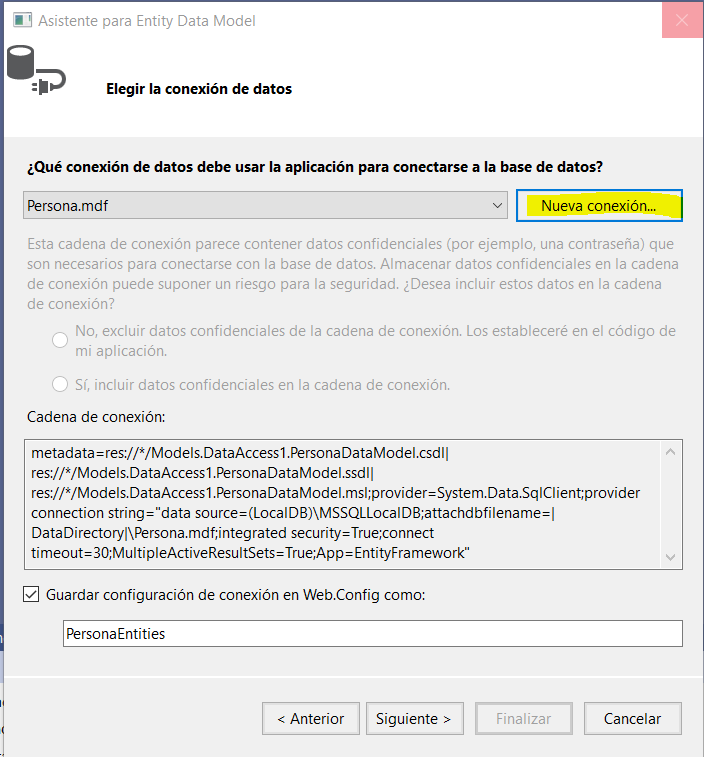 Asistente para Entity Data Model
Elegir la conexión de datos
¿Qué conexión de datos debe usar la aplicación para conectarse a la base de datos?
Persona.mdf
Nueva conexión...
Esta cadena de conexión parece contener datos confidenciales (por ejemplo, una contraseña) que
son necesarios para conectarse con la base de datos. Almacenar datos confidenciales en la cadena
de conexión puede suponer un riesgo para la seguridad. ¿Desea incluir estos datos en la cadena
de conexión?
No, excluir datos confidenciales de la cadena de conexión. Los estableceré en el código de
mi aplicación.
Sí, incluir datos confidenciales en la cadena de conexión.
Cadena de conexión:
metadata=res://*/Models.DataAccess1.PersonaDataModel.csdl|
res://*/Models.DataAccess1.PersonaDataModel.ssdl|
res://*/Models.DataAccess1.PersonaDataModel.msl;provider=System.Data.SqlClient;provider
connection string="data source=(LocalDB)\MSSQLLocalDB;attachdbfilename=|
DataDirectory|\Persona.mdf;integrated security=True;connect
timeout=30;MultipleActiveResultSets=True;App=EntityFramework"
Guardar configuración de conexión en Web.Config como:
PersonaEntities
< Anterior
Siguiente >
Finalizar
Cancelar